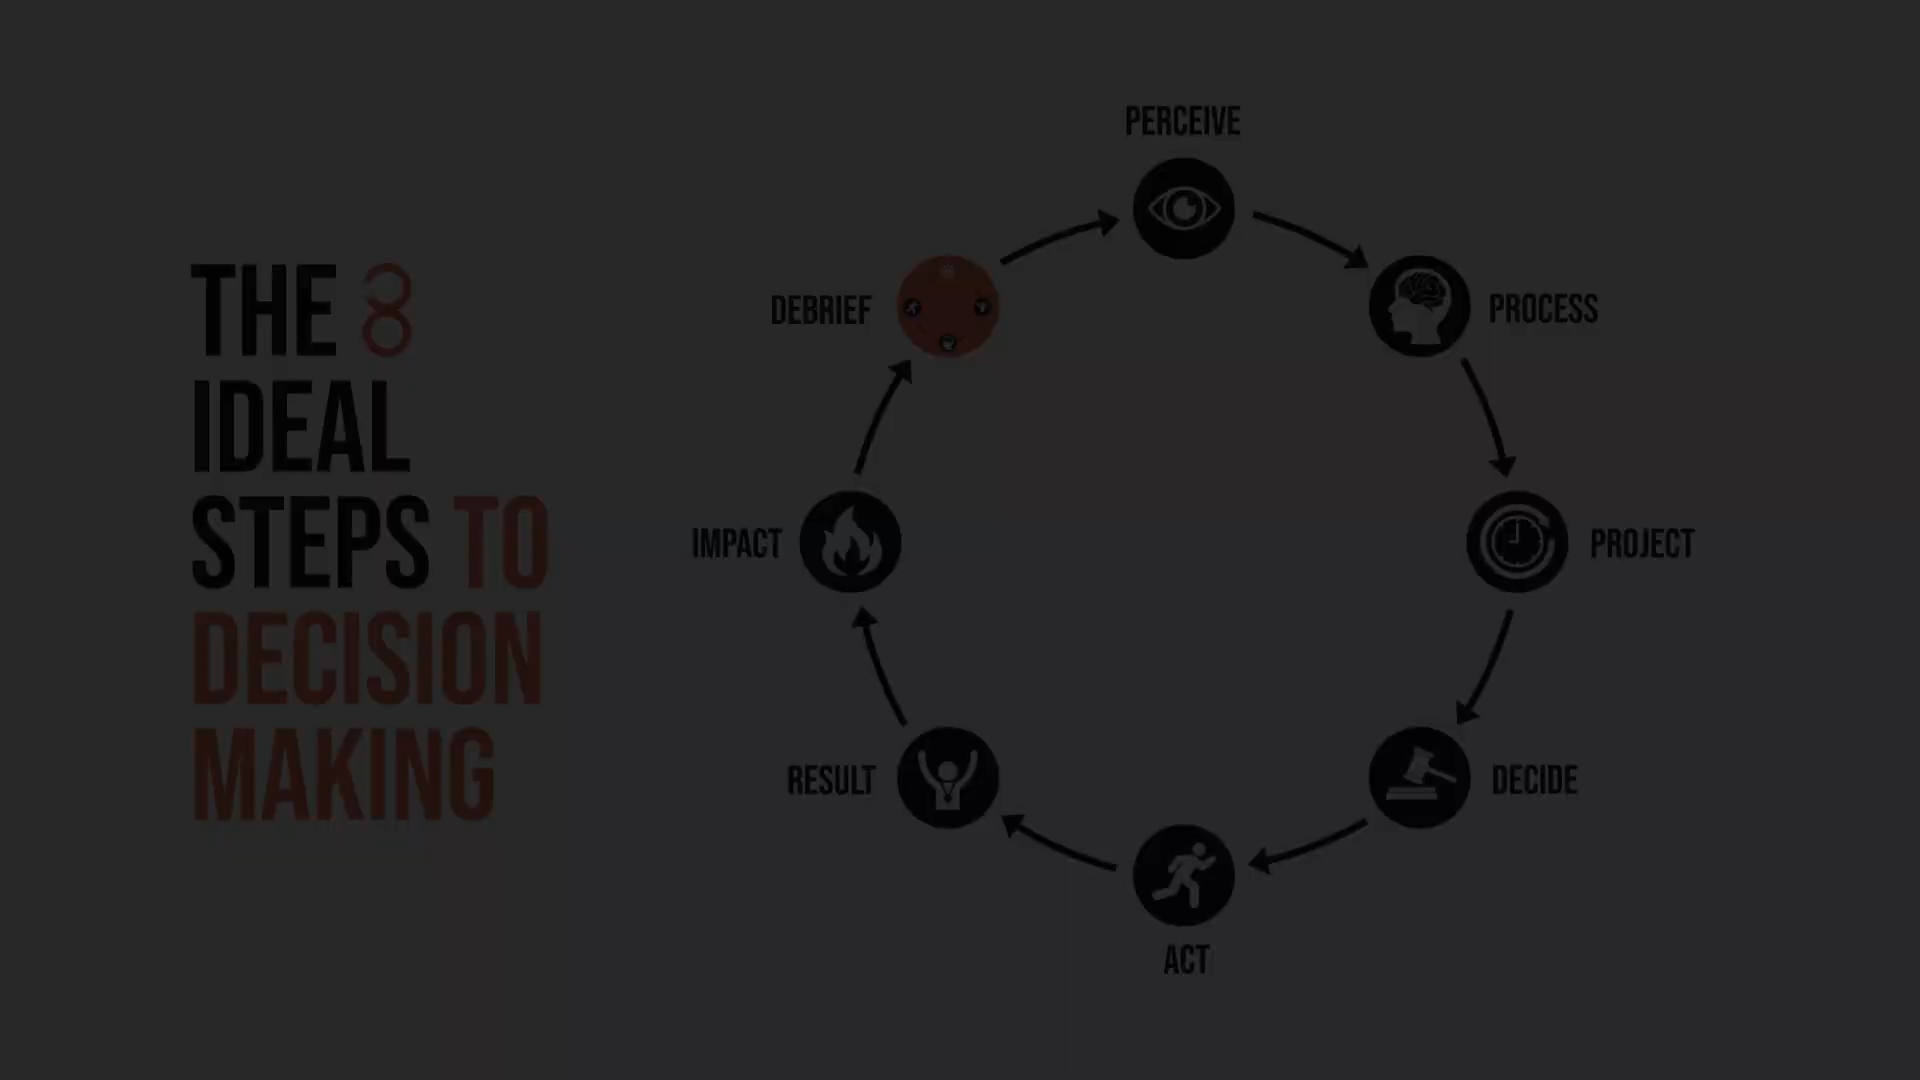 THE 8
IDEAL
STEPS TO
DECISION
MAKING
PERCEIVE
PROCESS
PROJECT
DECIDE
ACT
RESULT
IMPACT
DEBRIEF